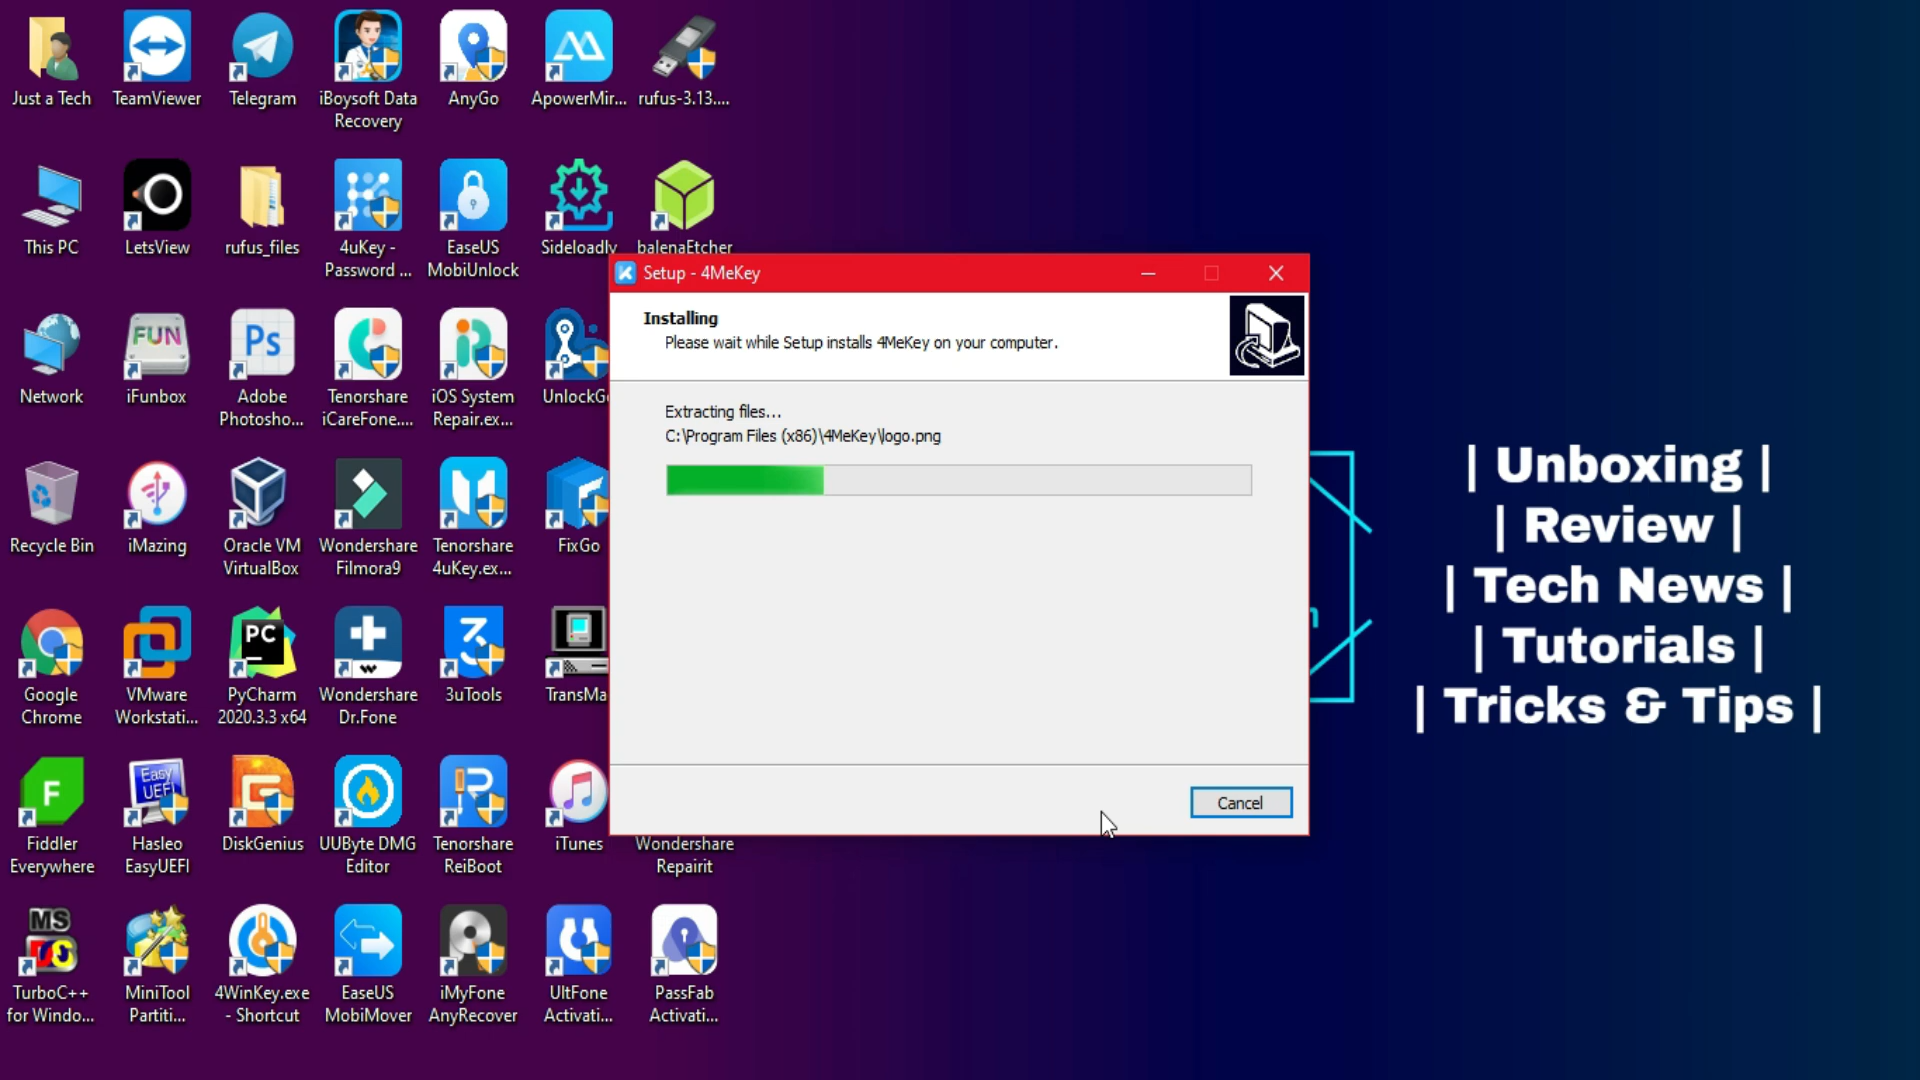 Just a Tech
TeamViewer
Telegram
iBoysoft Data
Recovery
AnyGo
ApowerMir...
rufus-3.13....
This PC
LetsView
rufus_files
4uKey -
Password ...
EaseUS
MobiUnlock
Sideloadly
balenaEtcher
Network
FUN
iFunbox
Ps
Adobe
Photosho...
Tenorshare
iCareFone....
iOS System
Repair.ex...
UnlockG
Recycle Bin
iMazing
Oracle VM
VirtualBox
Wondershare
Filmora9
Tenorshare
4uKey.ex...
FixGo
Google
Chrome
VMware
Workstati...
PC
PyCharm
2020.3.3 x64
Wondershare
Dr.Fone
3uTools
TransMa
F
Fiddler
Everywhere
Easy
UEFI
Hasleo
EasyUEFI
DiskGenius
UUByte DMG
Editor
Tenorshare
ReiBoot
iTunes
Wondershare
Repairit
MS
TurboC++
for Windo...
MiniTool
Partiti...
4WinKey.exe
- Shortcut
EaseUS
MobiMover
iMyFone
AnyRecover
UltFone
Activati...
PassFab
Activati...
Setup - 4MeKey
Installing
Please wait while Setup installs 4MeKey on your computer.
Extracting files...
C:\Program Files (x86)\4MeKey\logo.png
Cancel
| Unboxing |
| Review |
| Tech News |
| Tutorials |
| Tricks & Tips |